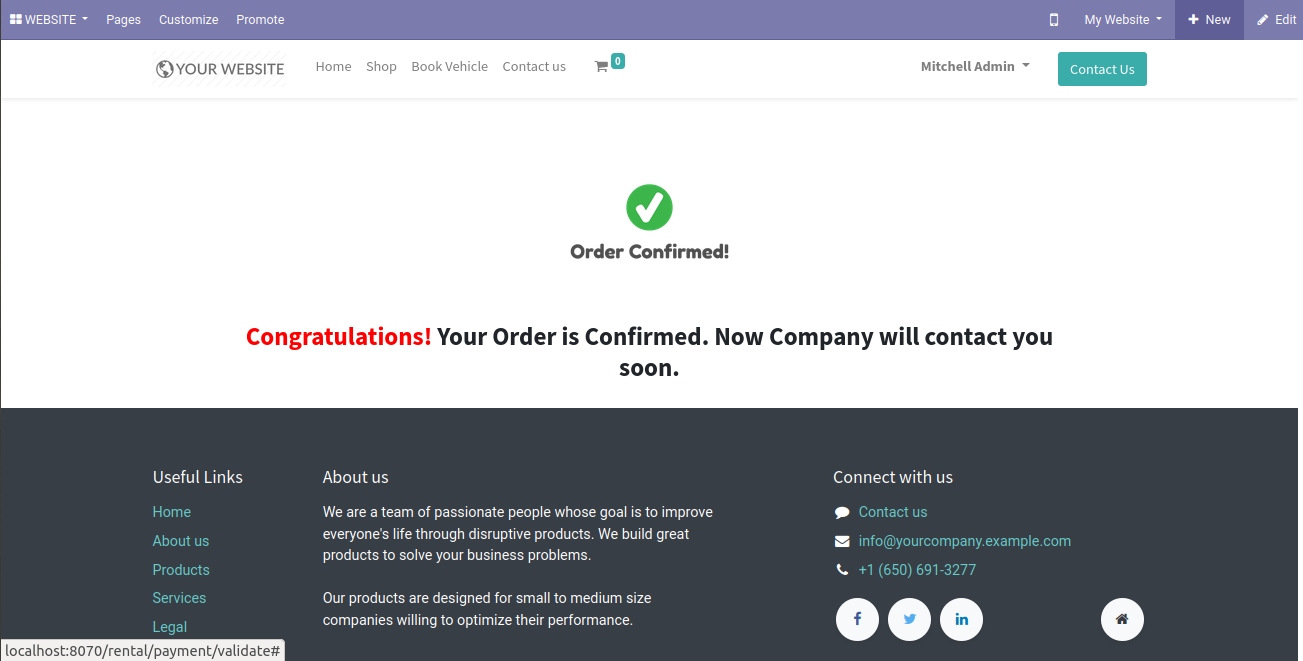 WEBSITE Pages Customize Promote My Website New Edit
YOUR WEBSITE Home Shop Book Vehicle Contact us 0 Mitchell Admin Contact Us
Order Confirmed!
Congratulations! Your Order is Confirmed. Now Company will contact you
soon.
Useful Links
Home
About us
Products
Services
Legal
About us
We are a team of passionate people whose goal is to improve
everyone's life through disruptive products. We build great
products to solve your business problems.
Our products are designed for small to medium size
companies willing to optimize their performance.
Connect with us
Contact us
info@yourcompany.example.com
+1 (650) 691-3277
localhost:8070/rental/payment/validate#